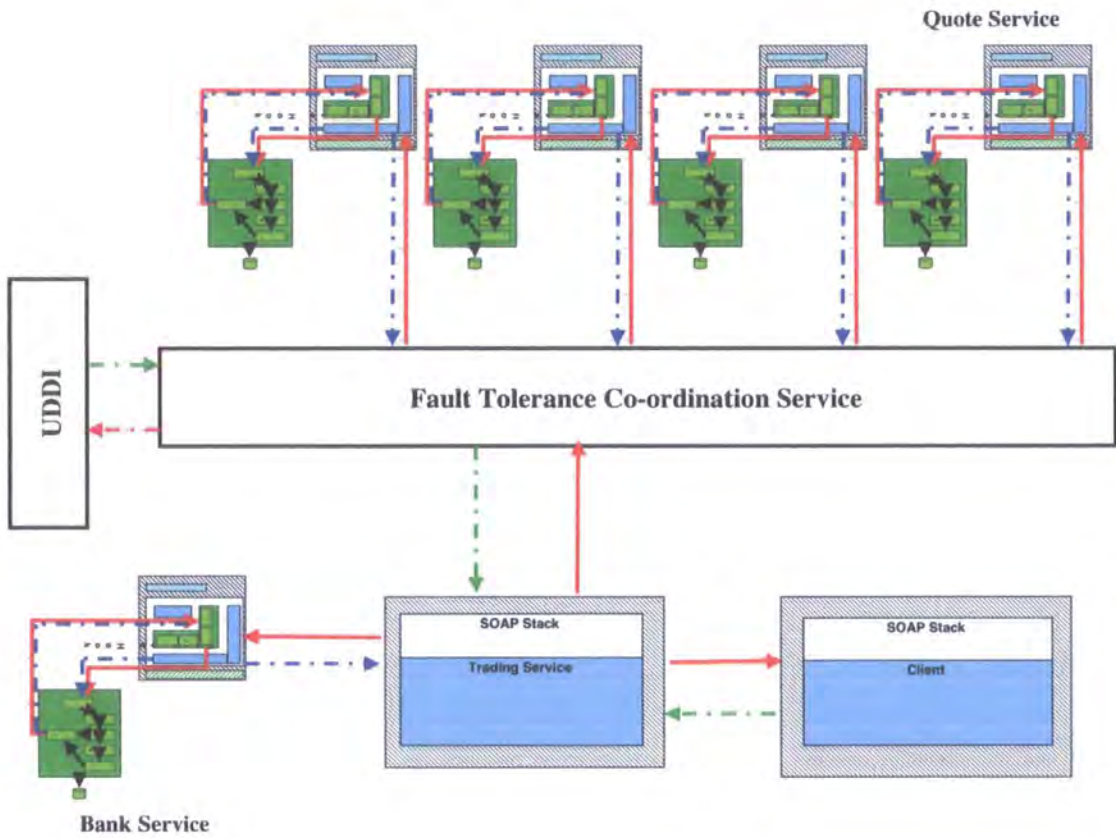 Quote Service
UDDI
Fault Tolerance Co-ordination Service
SOAP Stack
Trading Service
SOAP Stack
Client
Bank Service